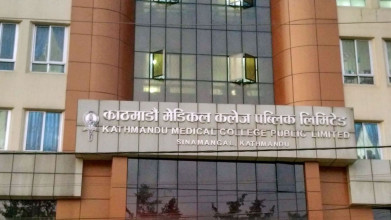 काठमाडौं मेडिकल कलेज पब्लिक लिमिटेड
KATHMANDU MEDICAL COLLEGE PUBLIC LIMITED
SINAMANGAL, KATHMANDU